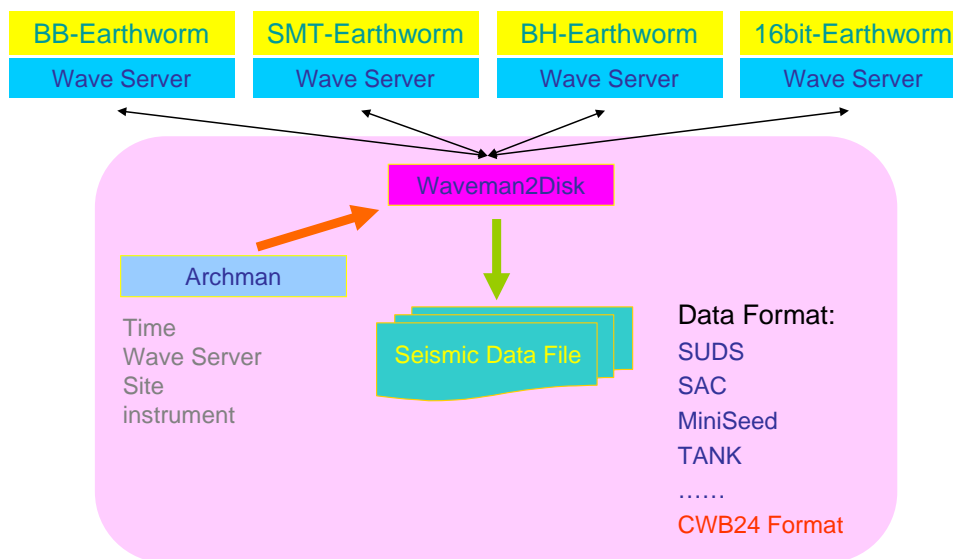 BB-Earthworm
SMT-Earthworm
BH-Earthworm
16bit-Earthworm
Wave Server
Wave Server
Wave Server
Wave Server
Waveman2Disk
Archman
Time
Wave Server
Site
instrument
Seismic Data File
Data Format:
SUDS
SAC
MiniSeed
TANK
……
CWB24 Format